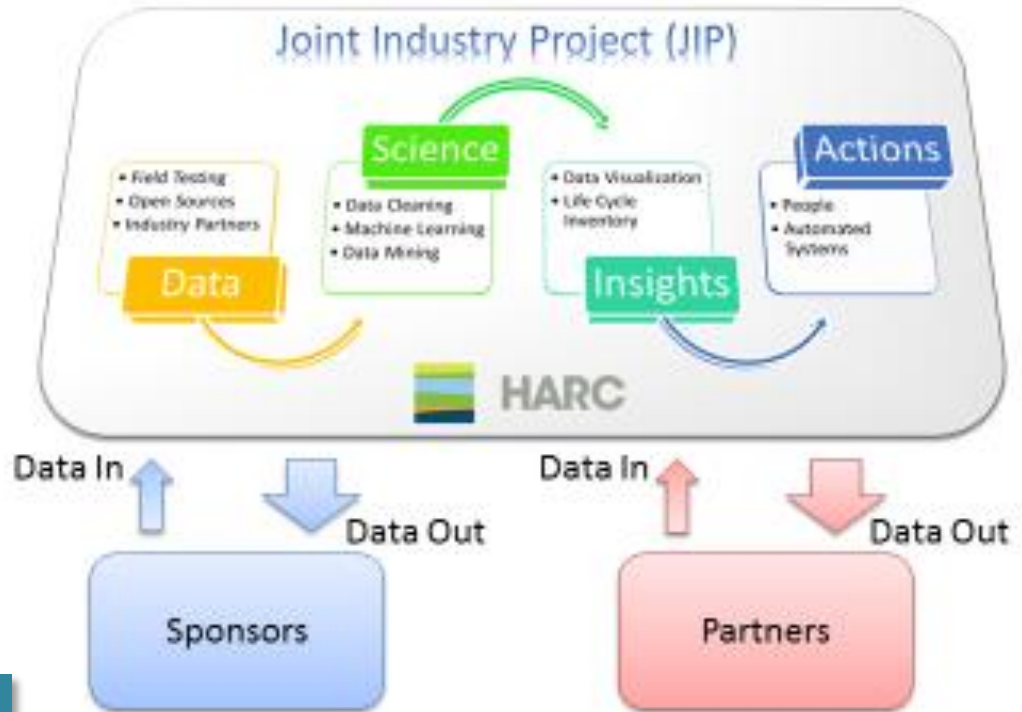 Joint Industry Project (JIP)
• Field Testing
• Open Sources
• Industry Partners
Data
Science
• Data Cleaning
• Machine Learning
• Data Mining
• Data Visualization
• Life Cycle
Inventory
Insights
Actions
• People
• Automated
Systems
HARC
Data In
Data Out
Data In
Data Out
Sponsors
Partners